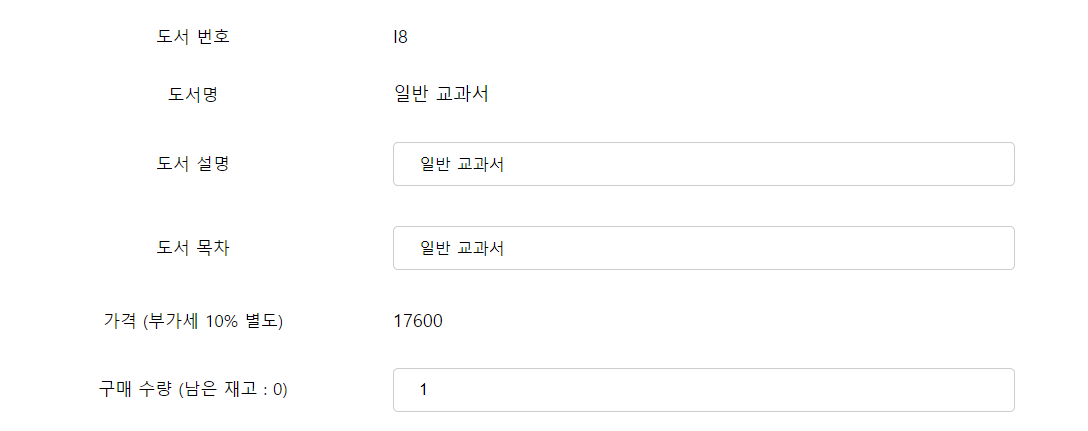 도서 번호 I8
도서명 일반 교과서
도서 설명 일반 교과서
도서 목차 일반 교과서
가격 (부가세 10% 별도) 17600
구매 수량 (남은 재고 : 0) 1